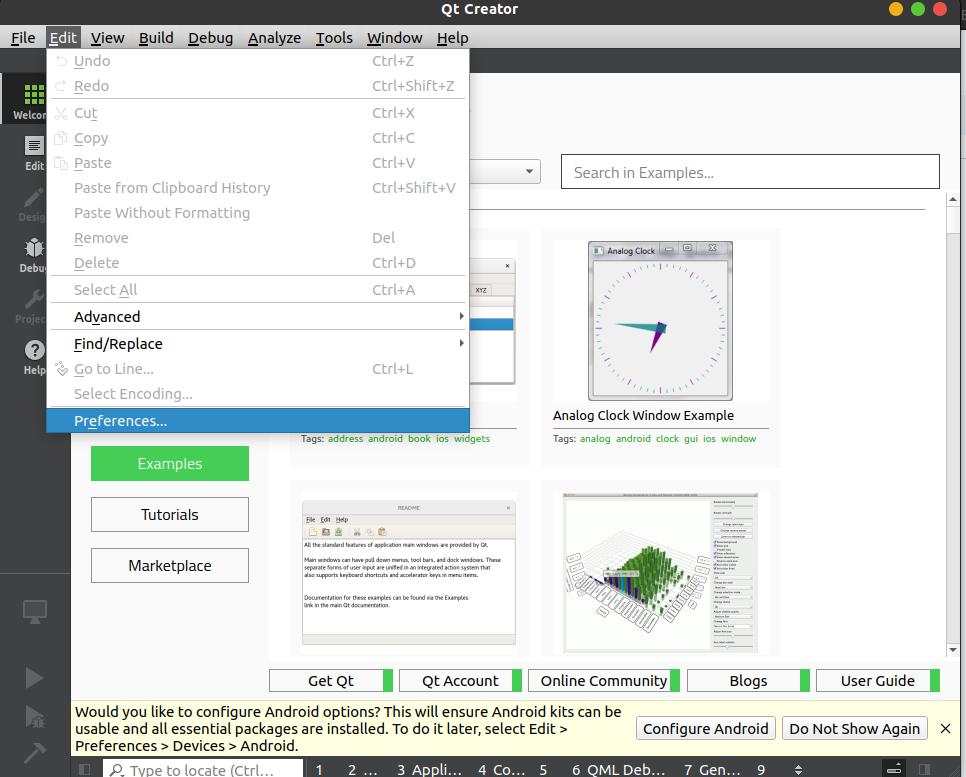 Qt Creator
File Edit View Build Debug Analyze Tools Window Help
Undo Ctrl+Z
Redo Ctrl+Shift+Z
Cut Ctrl+X
Copy Ctrl+C
Paste Ctrl+V
Paste from Clipboard History Ctrl+Shift+V
Paste Without Formatting
Remove Del
Delete Ctrl+D
Select All Ctrl+A
Advanced
Find/Replace
Go to Line... Ctrl+L
Select Encoding...
Preferences...
Welcom
Edit
Design
Debug
Projec
Help
Search in Examples...
XYZ
Analog Clock
Analog Clock Window Example
Tags: address android book ios widgets
Tags: analog android clock gui ios window
Examples
Tutorials
Marketplace
README
File Edit Help
All the standard features of application main windows are provided by Qt.
Main windows can have pull down menus, tool bars, and dock windows. These
separate forms of user input are unified in an integrated action system that
also supports keyboard shortcuts and accelerator keys in menu items.
Documentation for these examples can be found via the Examples
link in the main Qt documentation.
Get Qt
Qt Account
Online Community
Blogs
User Guide
Would you like to configure Android options? This will ensure Android kits can be
usable and all essential packages are installed. To do it later, select Edit >
Preferences > Devices > Android.
Configure Android
Do Not Show Again
Type to locate (Ctrl...
1 2 ... 3 Appli... 4 Co... 5 6 QML Deb... 7 Gen... 9